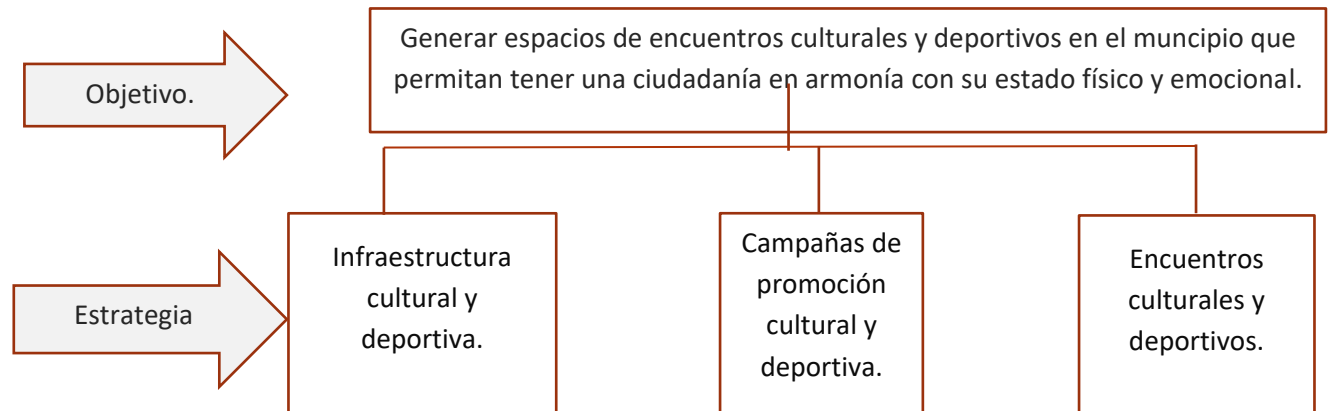 Objetivo.
Generar espacios de encuentros culturales y deportivos en el muncipio que
permitan tener una ciudadanía en armonía con su estado físico y emocional.
Estrategia
Infraestructura
cultural y
deportiva.
Campañas de
promoción
cultural y
deportiva.
Encuentros
culturales y
deportivos.